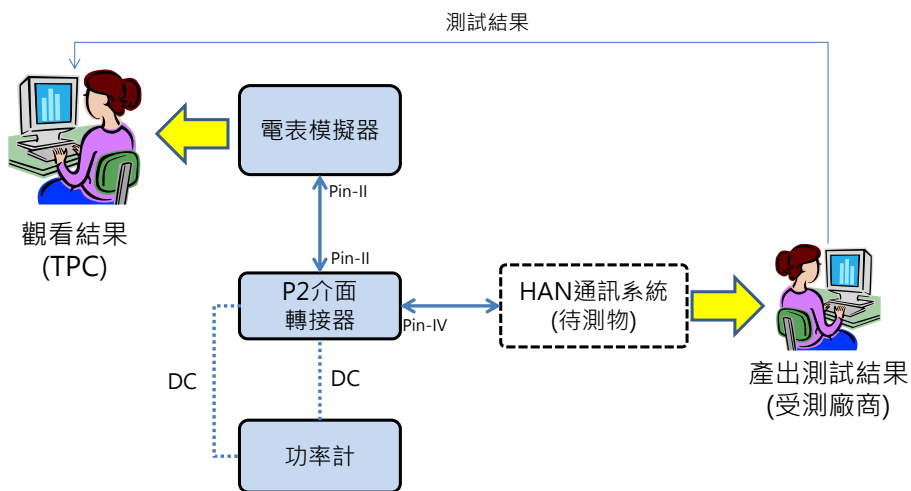 測試結果
電表模擬器
Pin-II
觀看結果
(TPC)
Pin-II
P2介面
轉接器
Pin-IV
HAN通訊系統
(待測物)
產出測試結果
(受測廠商)
DC
DC
功率計